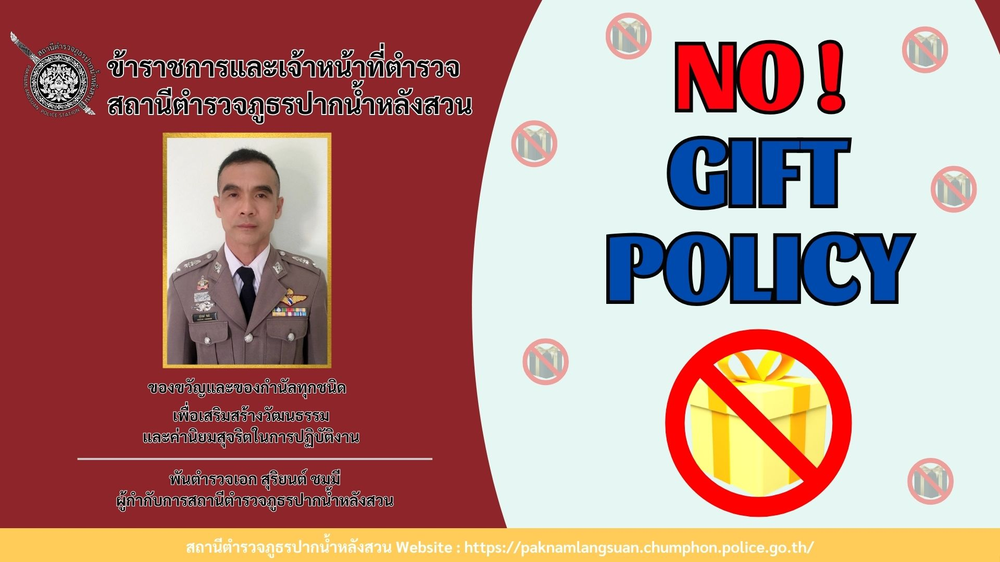 สถานีตำรวจภูธรปากน้ำหลังสวน
PAKNAMLANGSUAN POLICE STATION
ข้าราชการและเจ้าหน้าที่ตำรวจ
สถานีตำรวจภูธรปากน้ำหลังสวน
ของขวัญและของกำนัลทุกชนิด
เพื่อเสริมสร้างวัฒนธรรม
และค่านิยมสุจริตในการปฏิบัติงาน
พันตำรวจเอก สุริยนต์ ชมมี
ผู้กำกับการสถานีตำรวจภูธรปากน้ำหลังสวน
NO !
GIFT
POLICY
สถานีตำรวจภูธรปากน้ำหลังสวน Website : https://paknamlangsuan.chumphon.police.go.th/